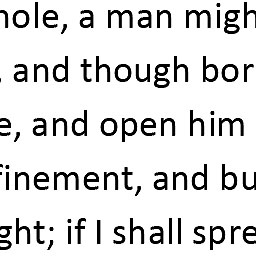 hole, a man migh
, and though bor
e, and open him
finement, and bu
ght; if I shall spre